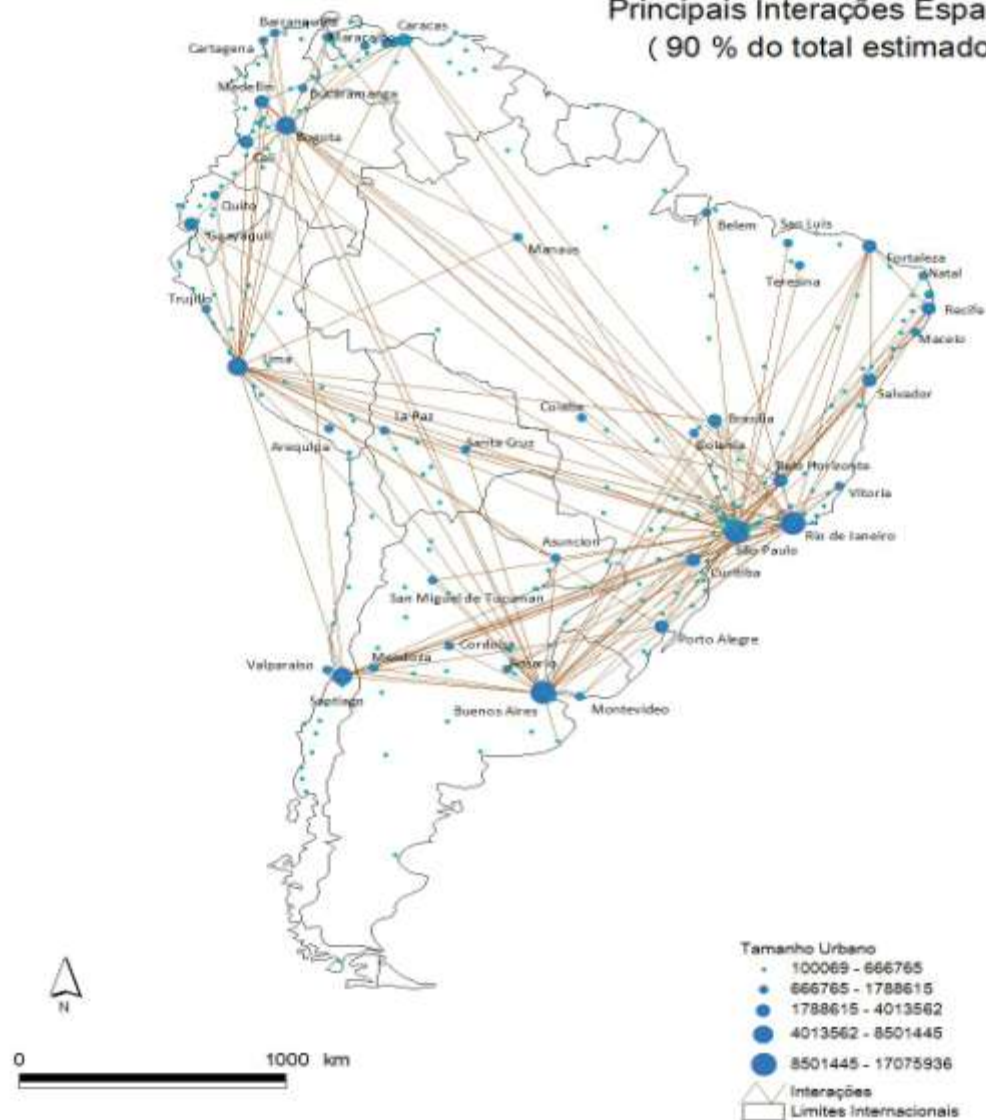 Principais Interações Espa
( 90 % do total estimado
Barranquilla
Caracas
Cartagena
Maracaibo
Medellin
Bucaramanga
Bogota
Cali
Quito
Guayaquil
Belem
Sao Luis
Manaus
Fortaleza
Teresina
Natal
Trujillo
Recife
Maceio
Lima
Salvador
Cuiaba
Brasilia
La Paz
Goiania
Arequipa
Santa Cruz
Belo Horizonte
Vitoria
Rio de Janeiro
Asuncion
São Paulo
Curitiba
San Miguel de Tucuman
Porto Alegre
Cordoba
Valparaiso
Mendoza
Rosario
Santiago
Buenos Aires
Montevideo
Tamanho Urbano
100069 - 666765
666765 - 1788615
1788615 - 4013562
4013562 - 8501445
8501445 - 17075936
Interações
Limites Internacionais
N
0 1000 km